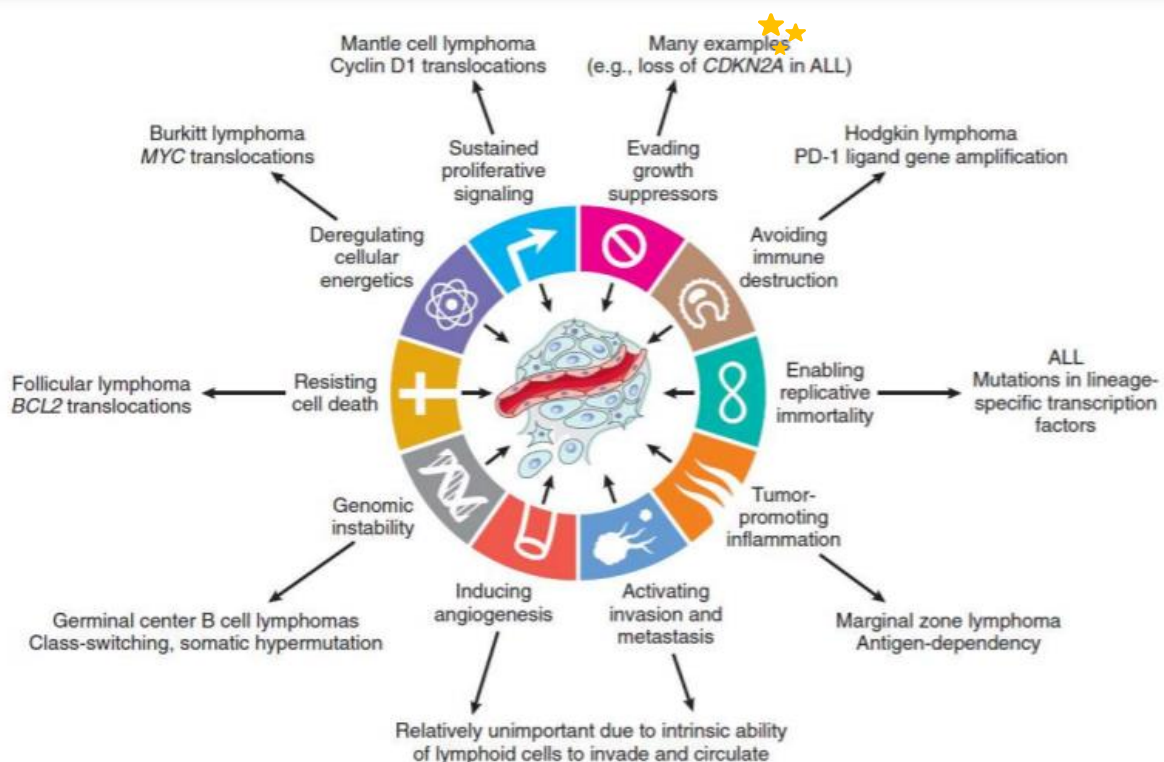 Mantle cell lymphoma
Cyclin D1 translocations
Many examples
(e.g., loss of CDKN2A in ALL)
Burkitt lymphoma
MYC translocations
Sustained
proliferative
signaling
Evading
growth
suppressors
Hodgkin lymphoma
PD-1 ligand gene amplification
Deregulating
cellular
energetics
Avoiding
immune
destruction
Follicular lymphoma
BCL2 translocations
Resisting
cell death
Enabling
replicative
immortality
ALL
Mutations in lineage-
specific transcription
factors
Genomic
instability
Tumor-
promoting
inflammation
Germinal center B cell lymphomas
Class-switching, somatic hypermutation
Inducing
angiogenesis
Activating
invasion and
metastasis
Marginal zone lymphoma
Antigen-dependency
Relatively unimportant due to intrinsic ability
of lymphoid cells to invade and circulate